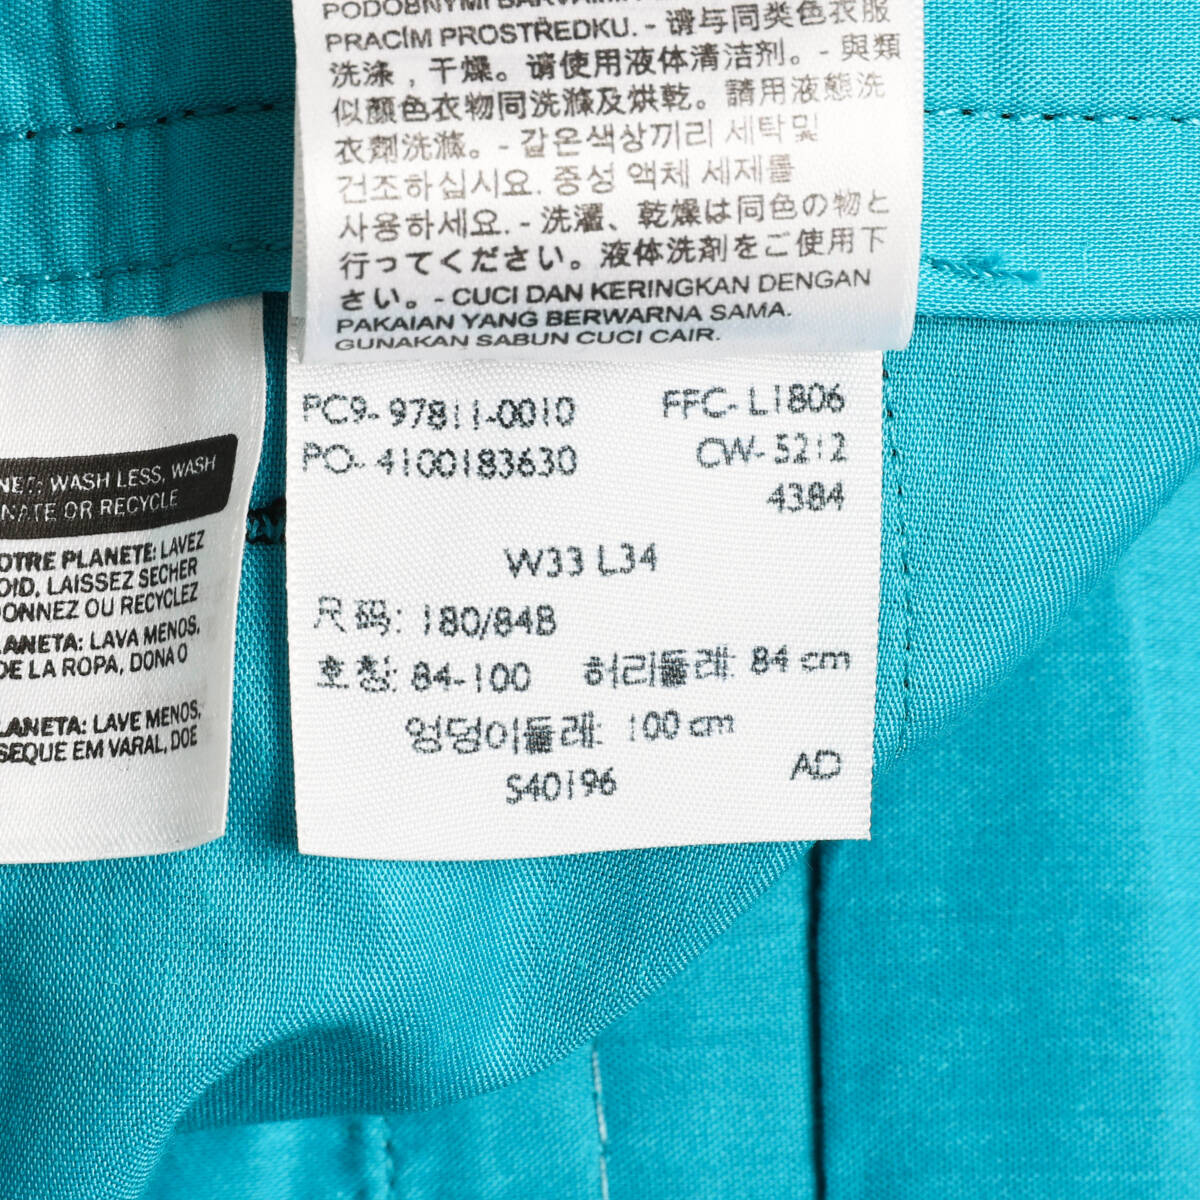 PRACÍM PROSTŘEDKU. - 请与同类色衣服
洗涤，干燥。请使用液体清洁剂。- 與類
似顏色衣物同洗滌及烘乾。請用液態洗
衣劑洗滌。- 같은색상끼리 세탁및
건조하십시요. 중성 액체 세제를
사용하세요. - 洗濯、乾燥は同色の物と
行ってください。液体洗剤をご使用下
さい。- CUCI DAN KERINGKAN DENGAN
PAKAIAN YANG BERWARNA SAMA.
GUNAKAN SABUN CUCI CAIR.
PC9-97811-0010 FFC-L1806
PO-4100183630 CW-5212
4384
W33 L34
尺码: 180/84B
호칭: 84-100 허리둘레: 84 cm
엉덩이둘레: 100 cm
S40196 AD
WASH LESS, WASH
OR RECYCLE
PLANETE: LAVEZ
LAISSEZ SECHER
DONNEZ OU RECYCLEZ
LAVA MENOS,
DE LA ROPA, DONA O
LAVE MENOS,
SEQUE EM VARAL, DOE